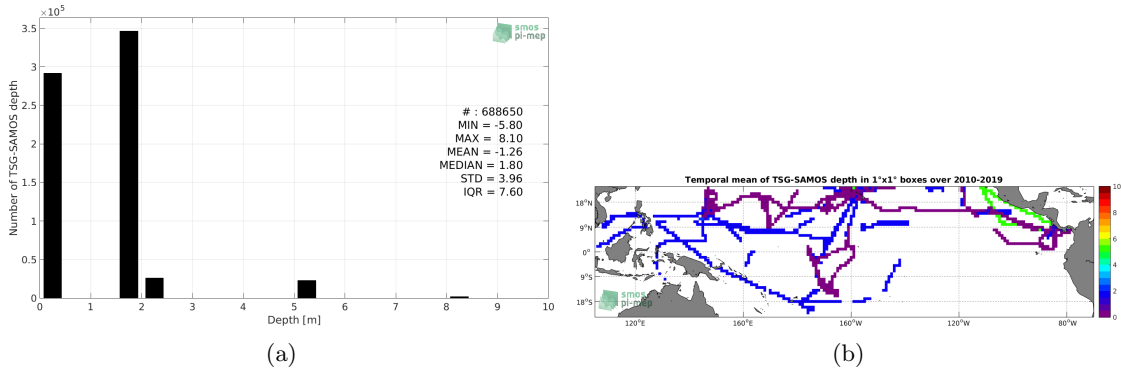 ×10⁵
smos
pi-mep
3.5
3
2.5
2
1.5
1
0.5
0
Number of TSG-SAMOS depth
# : 688650
MIN = -5.80
MAX = 8.10
MEAN = -1.26
MEDIAN = 1.80
STD = 3.96
IQR = 7.60
0 1 2 3 4 5 6 7 8 9 10
Depth [m]
(a)
Temporal mean of TSG-SAMOS depth in 1°x1° boxes over 2010-2019
18°N
9°N
0°
9°S
18°S
smos
pi-mep
120°E 160°E 160°W 120°W 80°W
10
8
6
4
2
0
(b)